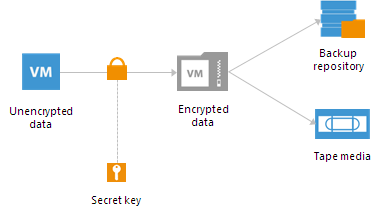 VM
Unencrypted
data
Secret key
VM
Encrypted
data
Backup
repository
Tape media